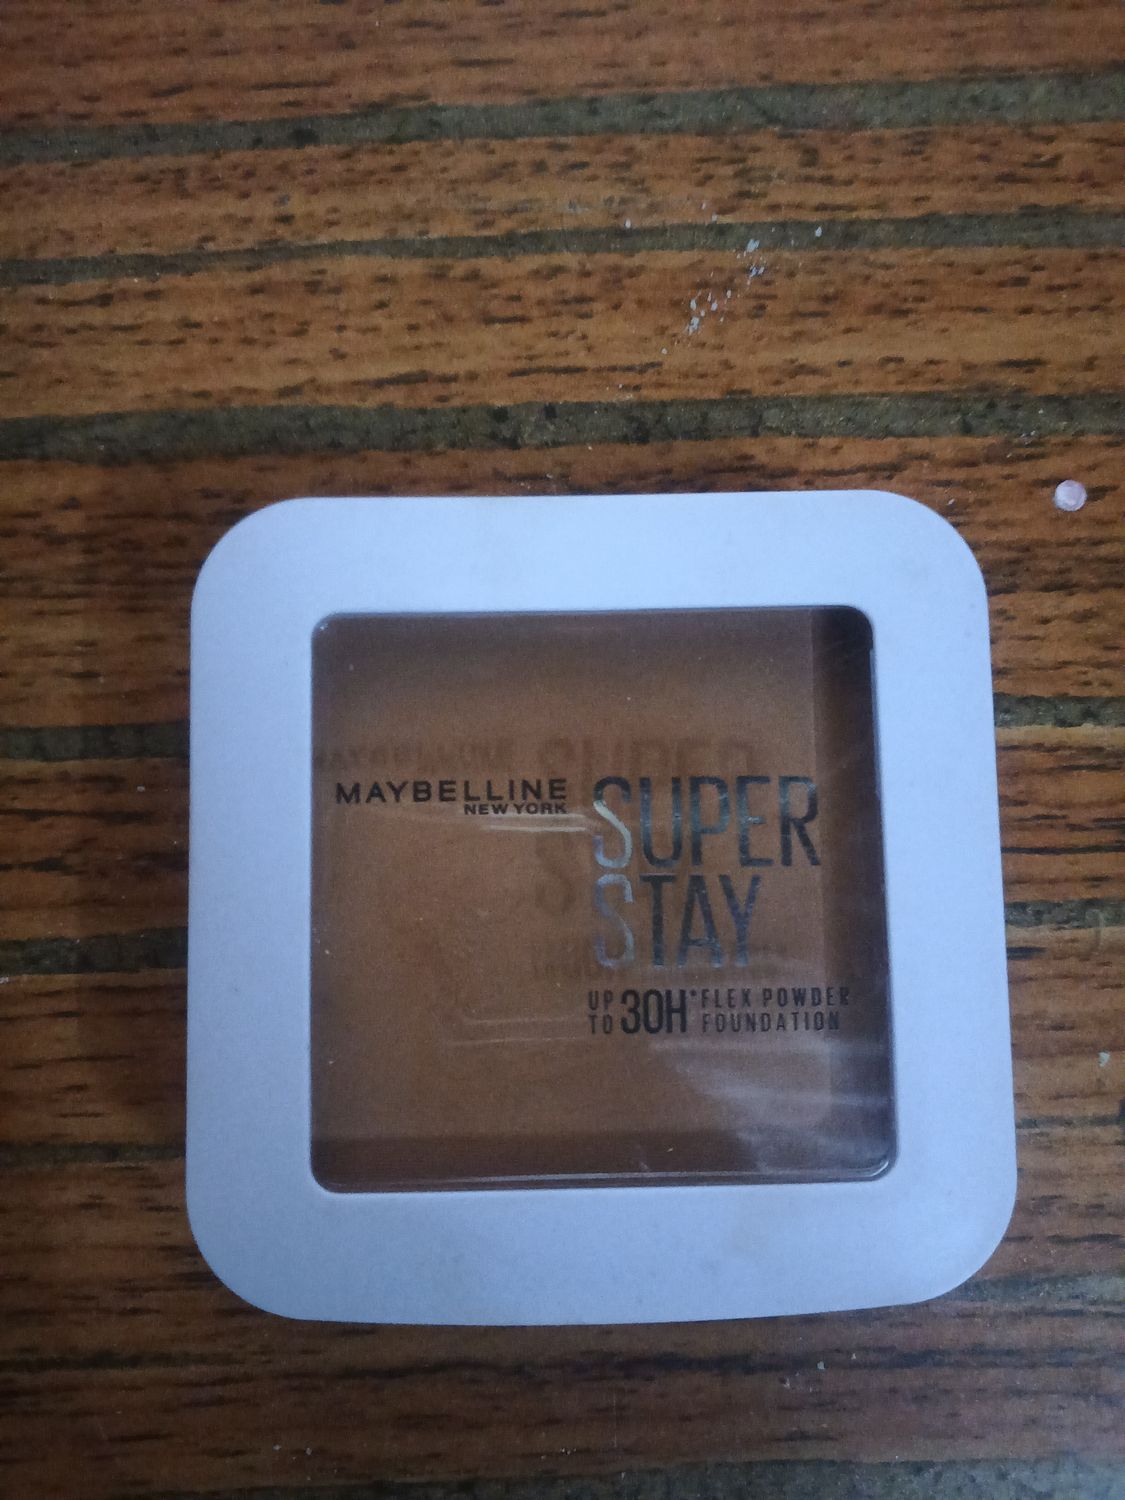 MAYBELLINE
NEW YORK
SUPER
STAY
UP TO 30H* FLEX POWDER
FOUNDATION